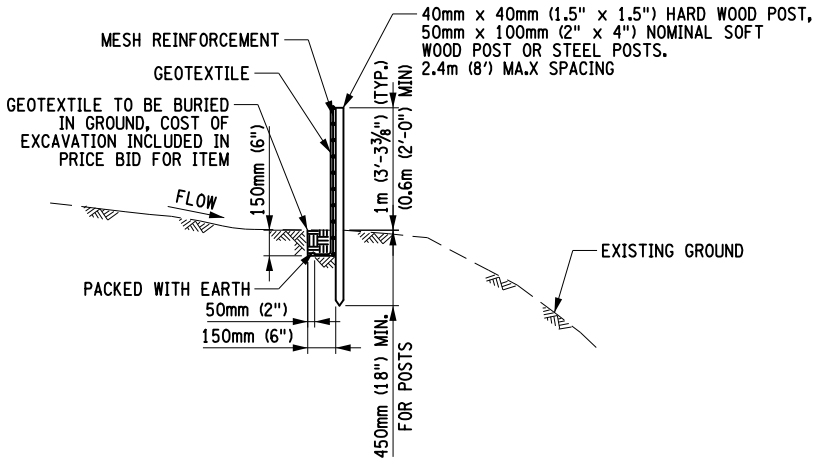 40mm x 40mm (1.5" x 1.5") HARD WOOD POST,
50mm x 100mm (2" x 4") NOMINAL SOFT
WOOD POST OR STEEL POSTS.
2.4m (8') MA.X SPACING
MESH REINFORCEMENT
GEOTEXTILE
GEOTEXTILE TO BE BURIED
IN GROUND, COST OF
EXCAVATION INCLUDED IN
PRICE BID FOR ITEM
150mm (6")
1m (3'-3⅜") (TYP.)
(0.6m (2'-0") MIN)
FLOW
EXISTING GROUND
PACKED WITH EARTH
50mm (2")
150mm (6")
450mm (18") MIN.
FOR POSTS